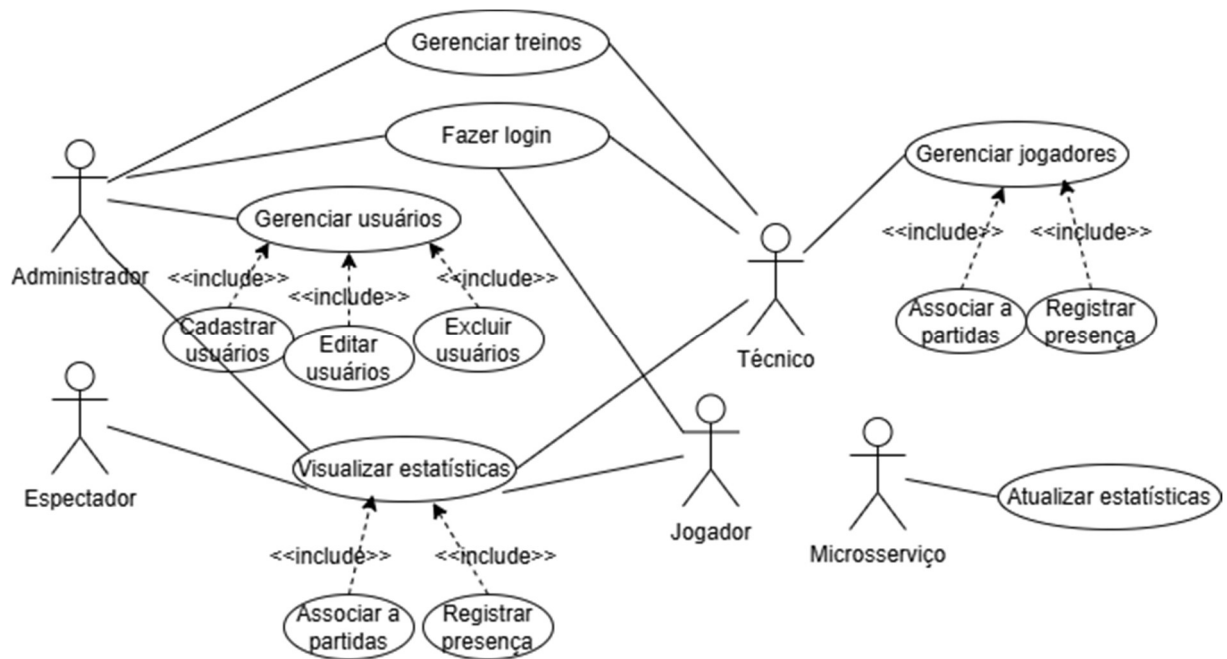 Gerenciar treinos
Fazer login
Gerenciar jogadores
Gerenciar usuários
<<include>>
<<include>>
Administrador
<<include>>
<<include>>
<<include>>
Cadastrar
usuários
Editar
usuários
Excluir
usuários
Associar a
partidas
Registrar
presença
Técnico
Visualizar estatísticas
Espectador
Atualizar estatísticas
Jogador
Microsserviço
<<include>>
<<include>>
Associar a
partidas
Registrar
presença